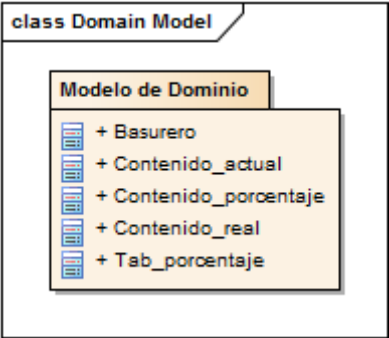 class Domain Model
Modelo de Dominio
+ Basurero
+ Contenido_actual
+ Contenido_porcentaje
+ Contenido_real
+ Tab_porcentaje